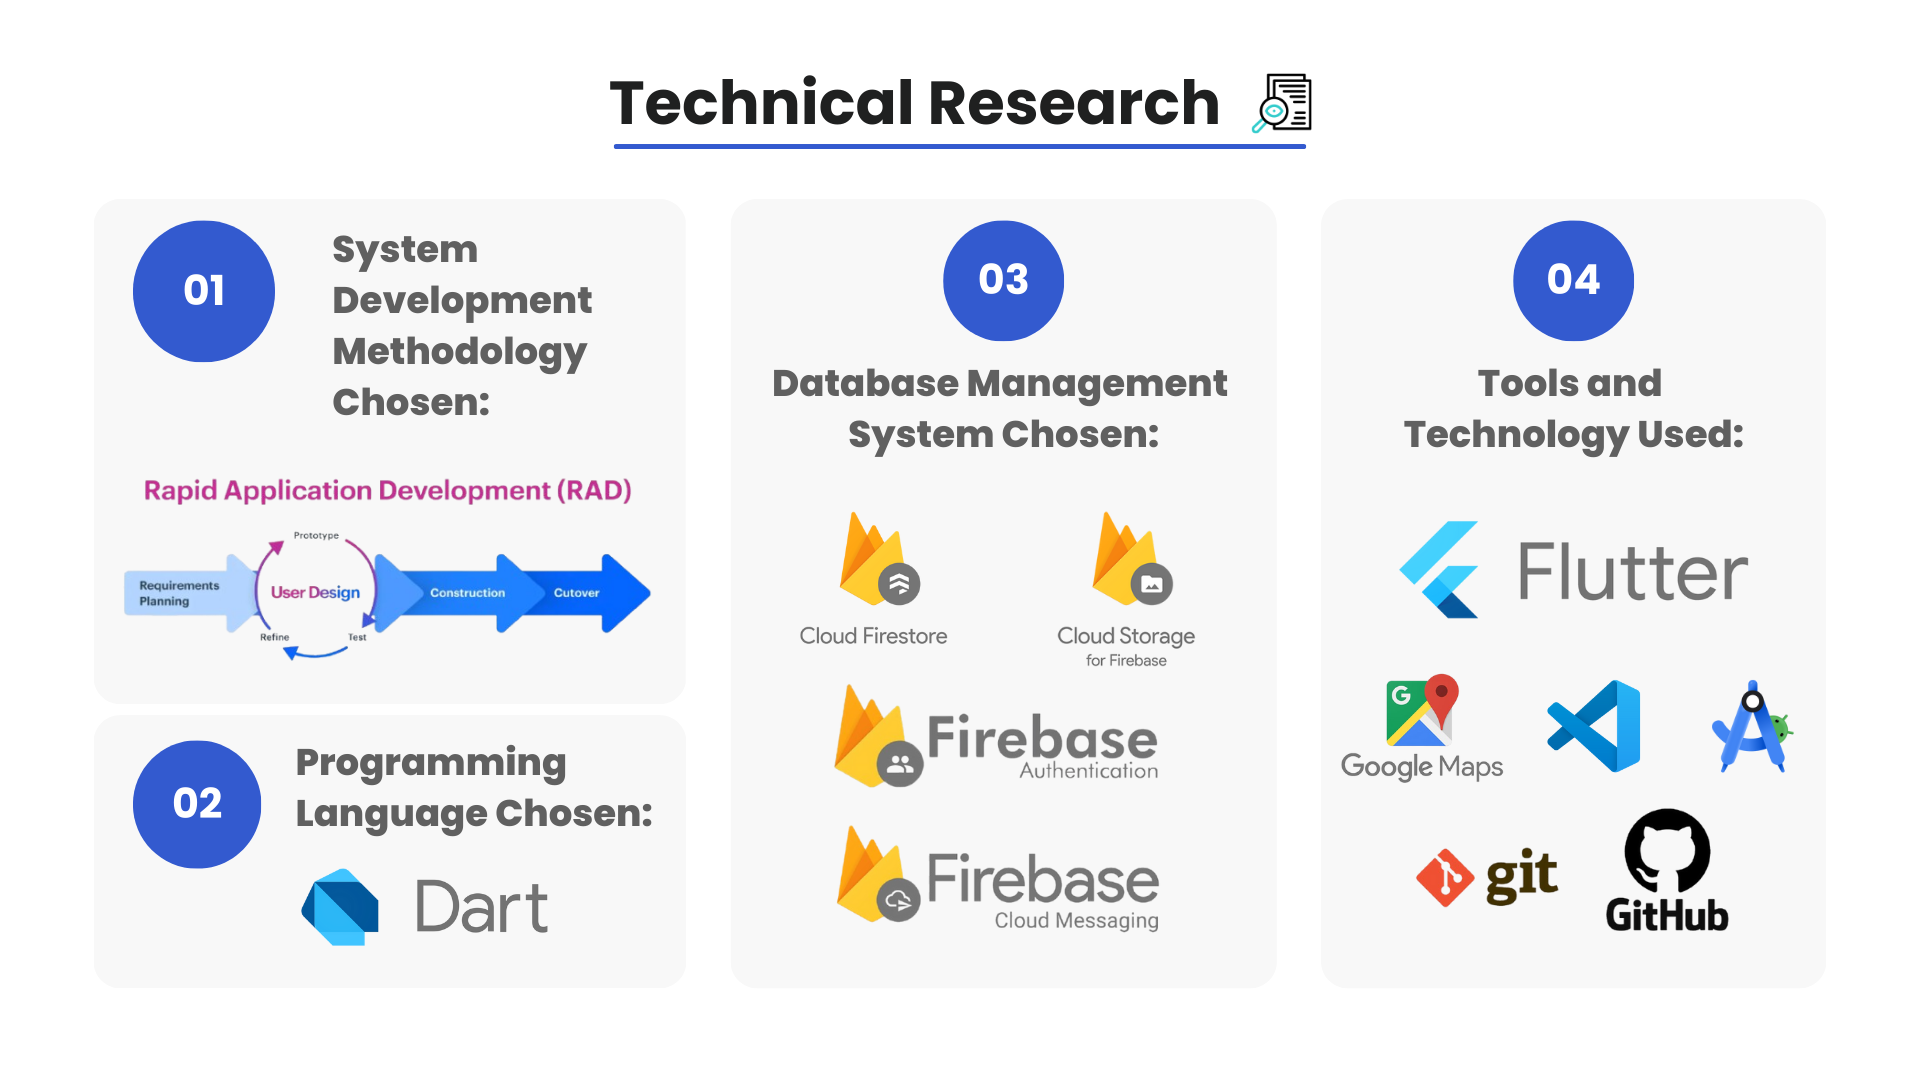 Technical Research
01
System
Development
Methodology
Chosen:
Rapid Application Development (RAD)
Prototype
Requirements
Planning
User Design
Construction
Cutover
Refine
Test
02
Programming
Language Chosen:
Dart
03
Database Management
System Chosen:
Cloud Firestore
Cloud Storage
for Firebase
Firebase
Authentication
Firebase
Cloud Messaging
04
Tools and
Technology Used:
Flutter
G
Google Maps
git
GitHub